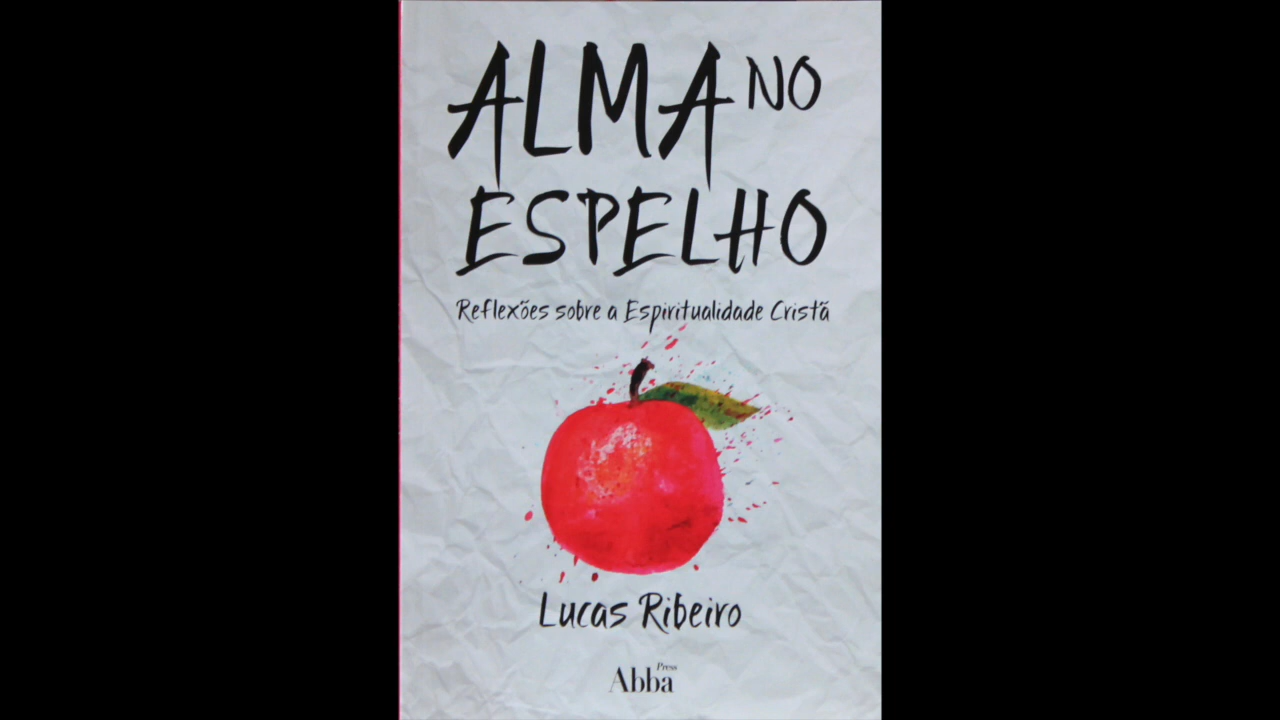 ALMA NO
ESPELHO
Reflexões sobre a Espiritualidade Cristã
Lucas Ribeiro
Abba Press